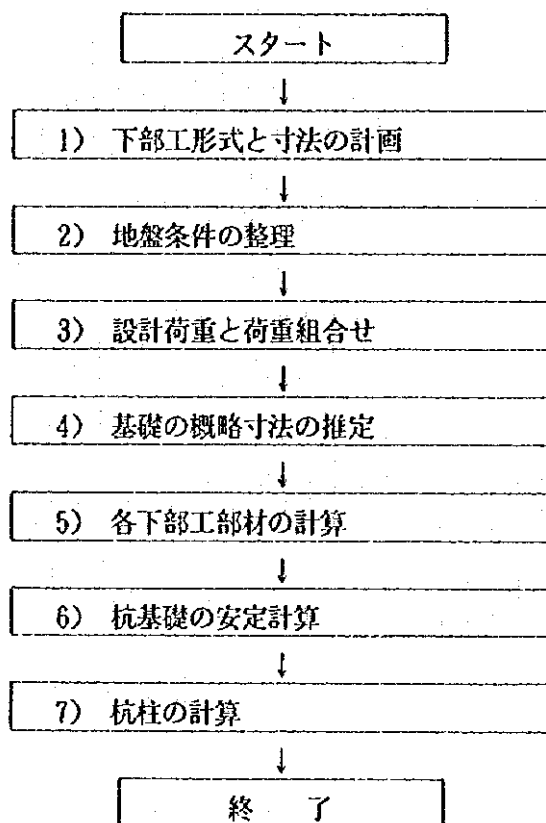 スタート
↓
1) 下部工形式と寸法の計画
↓
2) 地盤条件の整理
↓
3) 設計荷重と荷重組合せ
↓
4) 基礎の概略寸法の推定
↓
5) 各下部工部材の計算
↓
6) 杭基礎の安定計算
↓
7) 杭柱の計算
↓
終 了